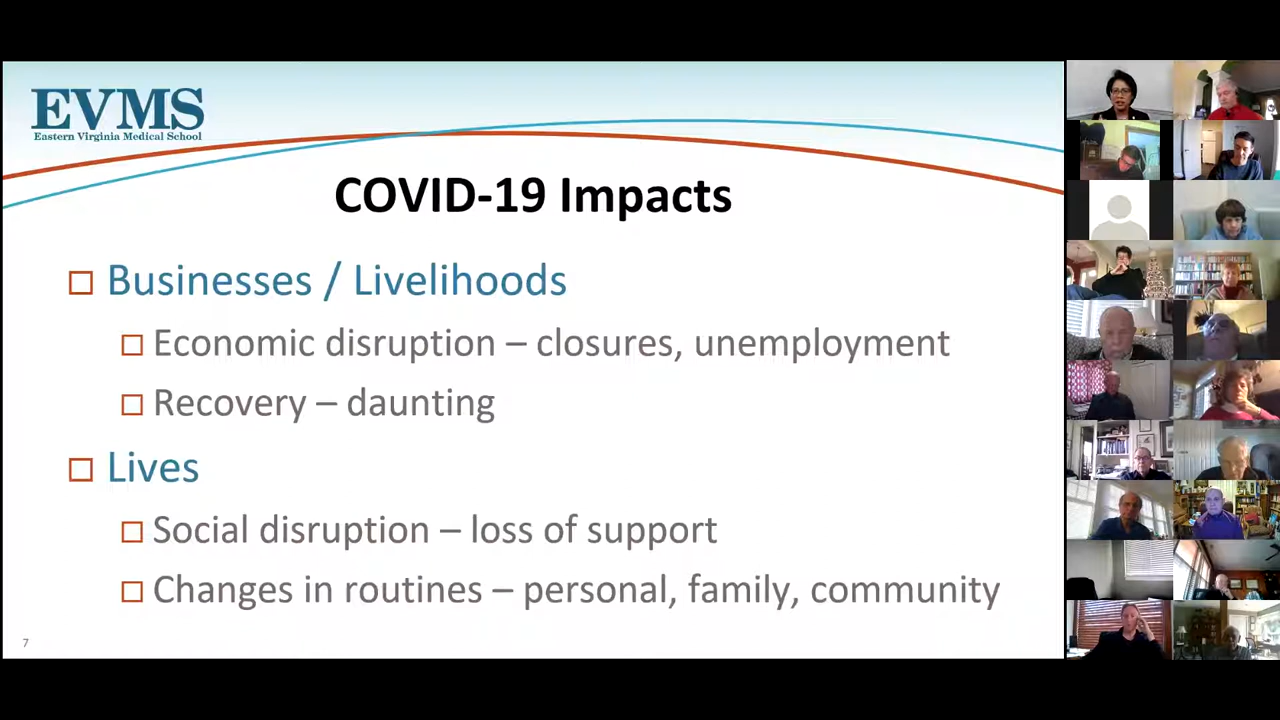 EVMS
Eastern Virginia Medical School
COVID-19 Impacts
Businesses / Livelihoods
Economic disruption – closures, unemployment
Recovery – daunting
Lives
Social disruption – loss of support
Changes in routines – personal, family, community
7